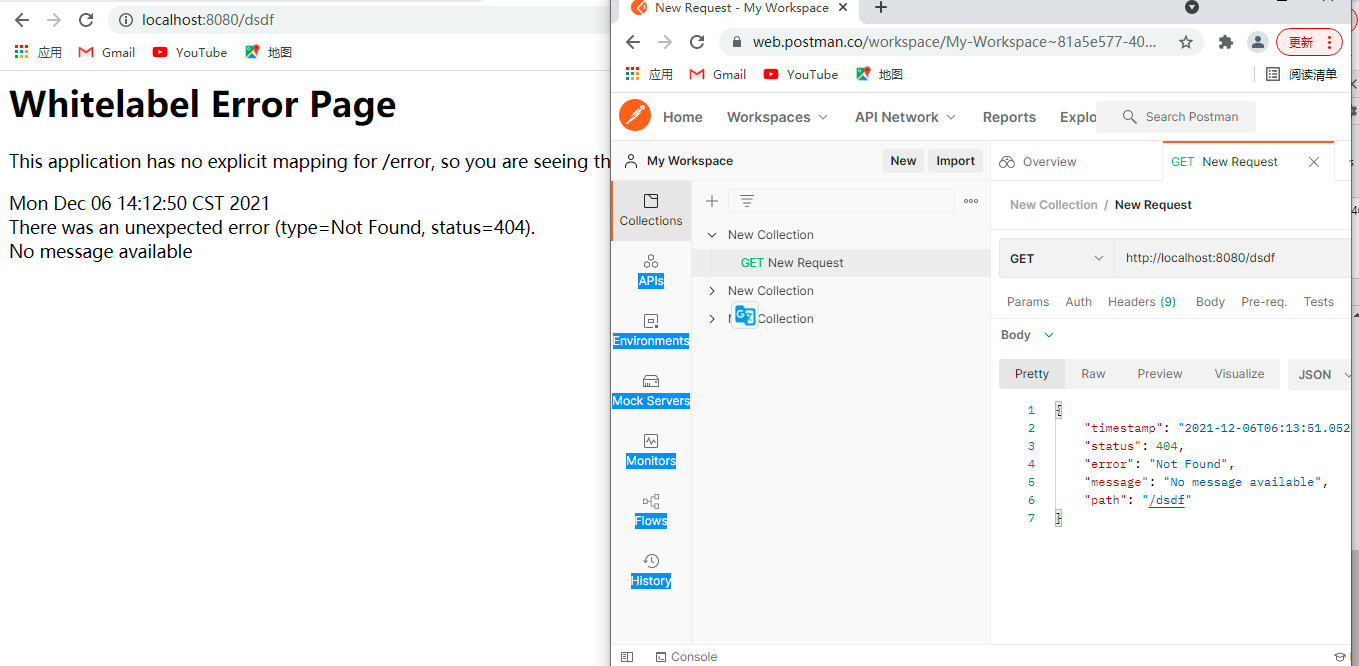 localhost:8080/dsdf
应用 Gmail YouTube 地图
Whitelabel Error Page
This application has no explicit mapping for /error, so you are seeing th
Mon Dec 06 14:12:50 CST 2021
There was an unexpected error (type=Not Found, status=404).
No message available
New Request - My Workspace
web.postman.co/workspace/My-Workspace~81a5e577-40...
更新
应用 Gmail YouTube 地图
阅读清单
Home Workspaces API Network Reports Explo
Search Postman
My Workspace
New Import
Overview
GET New Request
Collections
APIs
Environments
Mock Servers
Monitors
Flows
History
New Collection
GET New Request
New Collection
Collection
New Collection / New Request
GET http://localhost:8080/dsdf
Params Auth Headers (9) Body Pre-req. Tests
Body
Pretty Raw Preview Visualize JSON
1 {
2 "timestamp": "2021-12-06T06:13:51.052
3 "status": 404,
4 "error": "Not Found",
5 "message": "No message available",
6 "path": "/dsdf"
7 }
Console